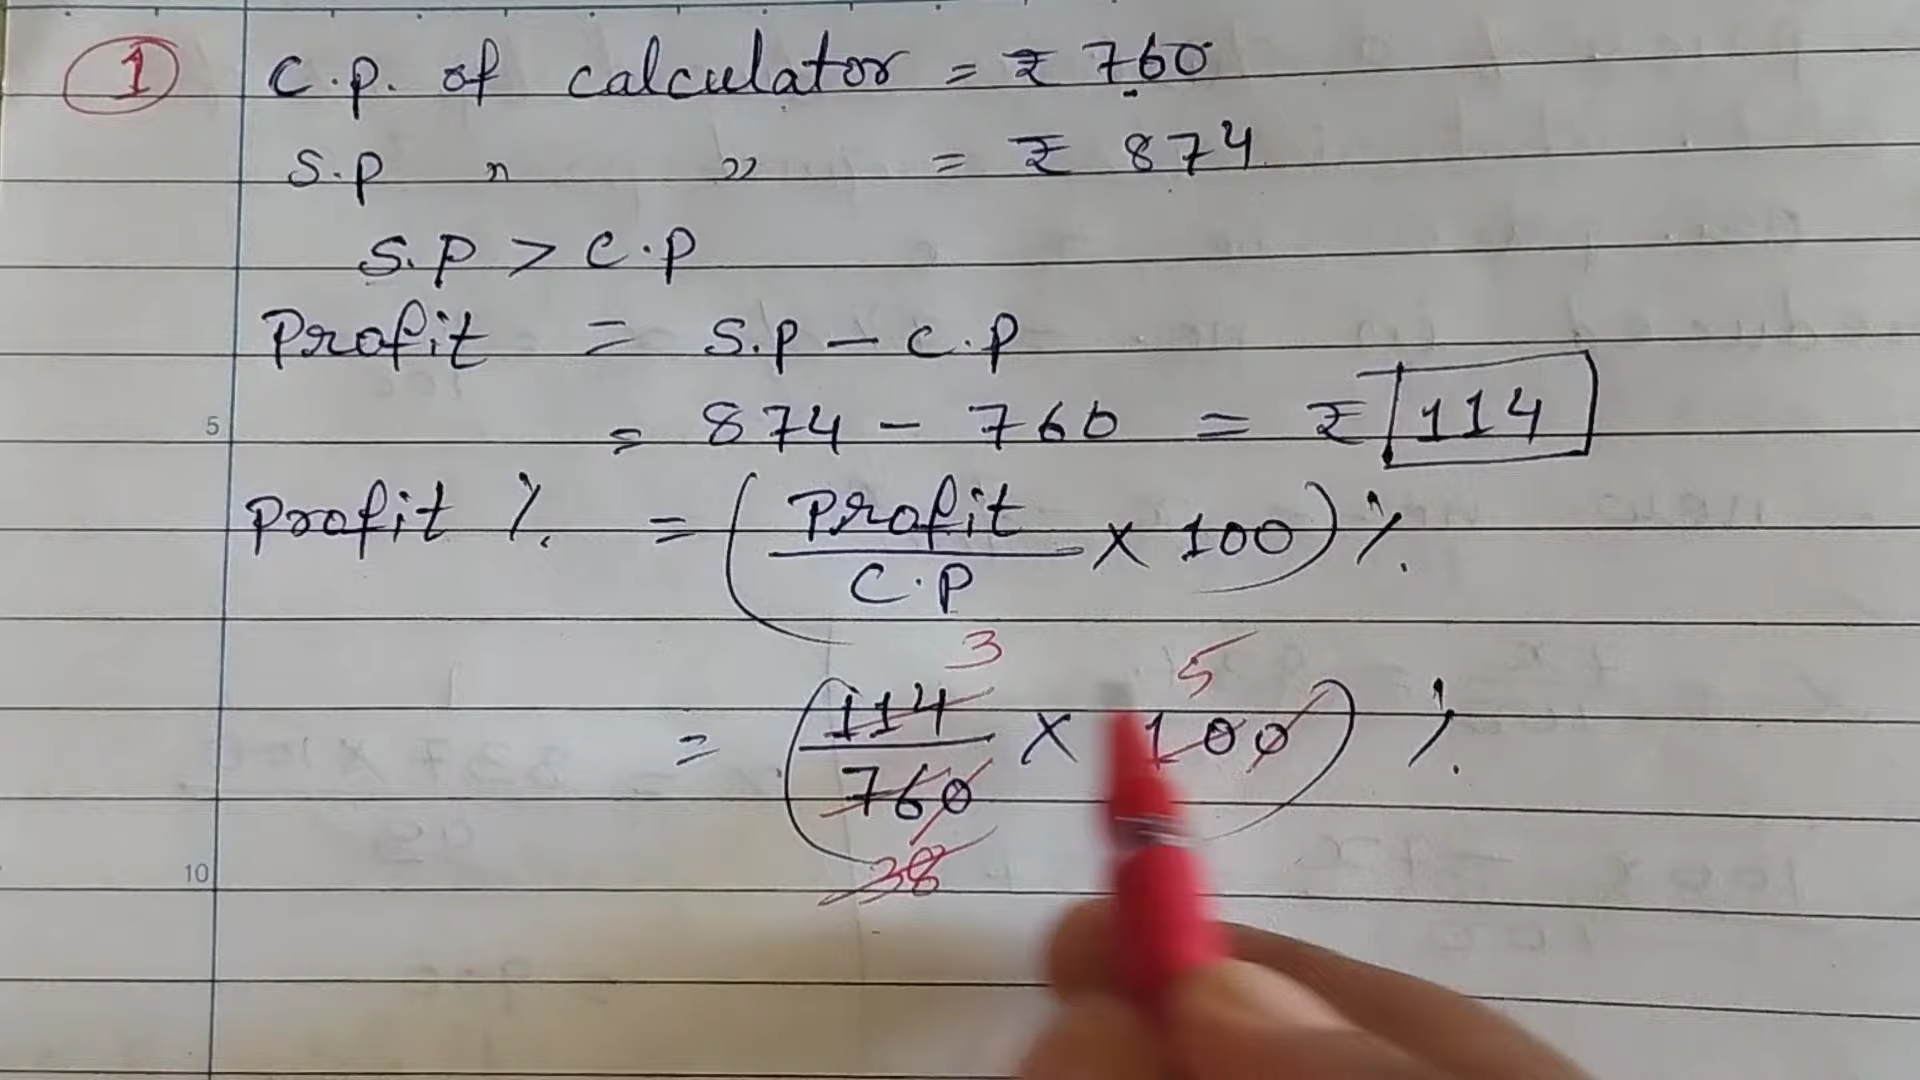 1 C.P. of calculator = ₹ 760
S.P " " = ₹ 874
S.P > C.P
Profit = S.P - C.P
= 874 - 760 = ₹ 114
5
Profit % = (Profit/C.P × 100) %
3 5
= (114/760 × 100) %
38
10